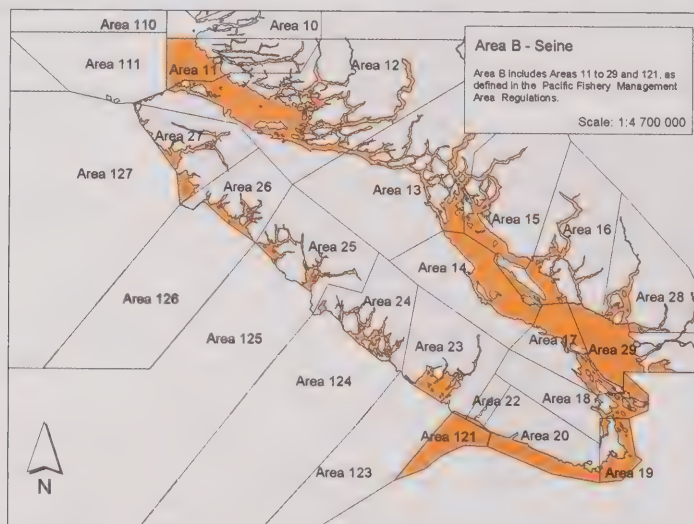 Area 110
Area 10
Area B - Seine
Area B includes Areas 11 to 29 and 121, as
defined in the Pacific Fishery Management
Area Regulations.
Scale: 1:4 700 000
Area 111
Area 11
Area 12
Area 27
Area 127
Area 26
Area 13
Area 15
Area 16
Area 25
Area 14
Area 126
Area 24
Area 28
Area 125
Area 17
Area 29
Area 23
Area 124
Area 22
Area 18
Area 121
Area 20
Area 123
Area 19
N